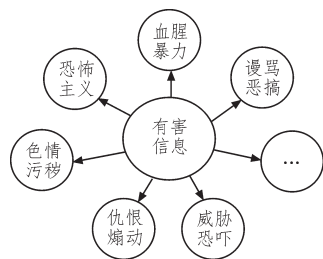 血腥
暴力
恐怖
主义
谩骂
恶搞
有害
信息
色情
污秽
...
仇恨
煽动
威胁
恐吓